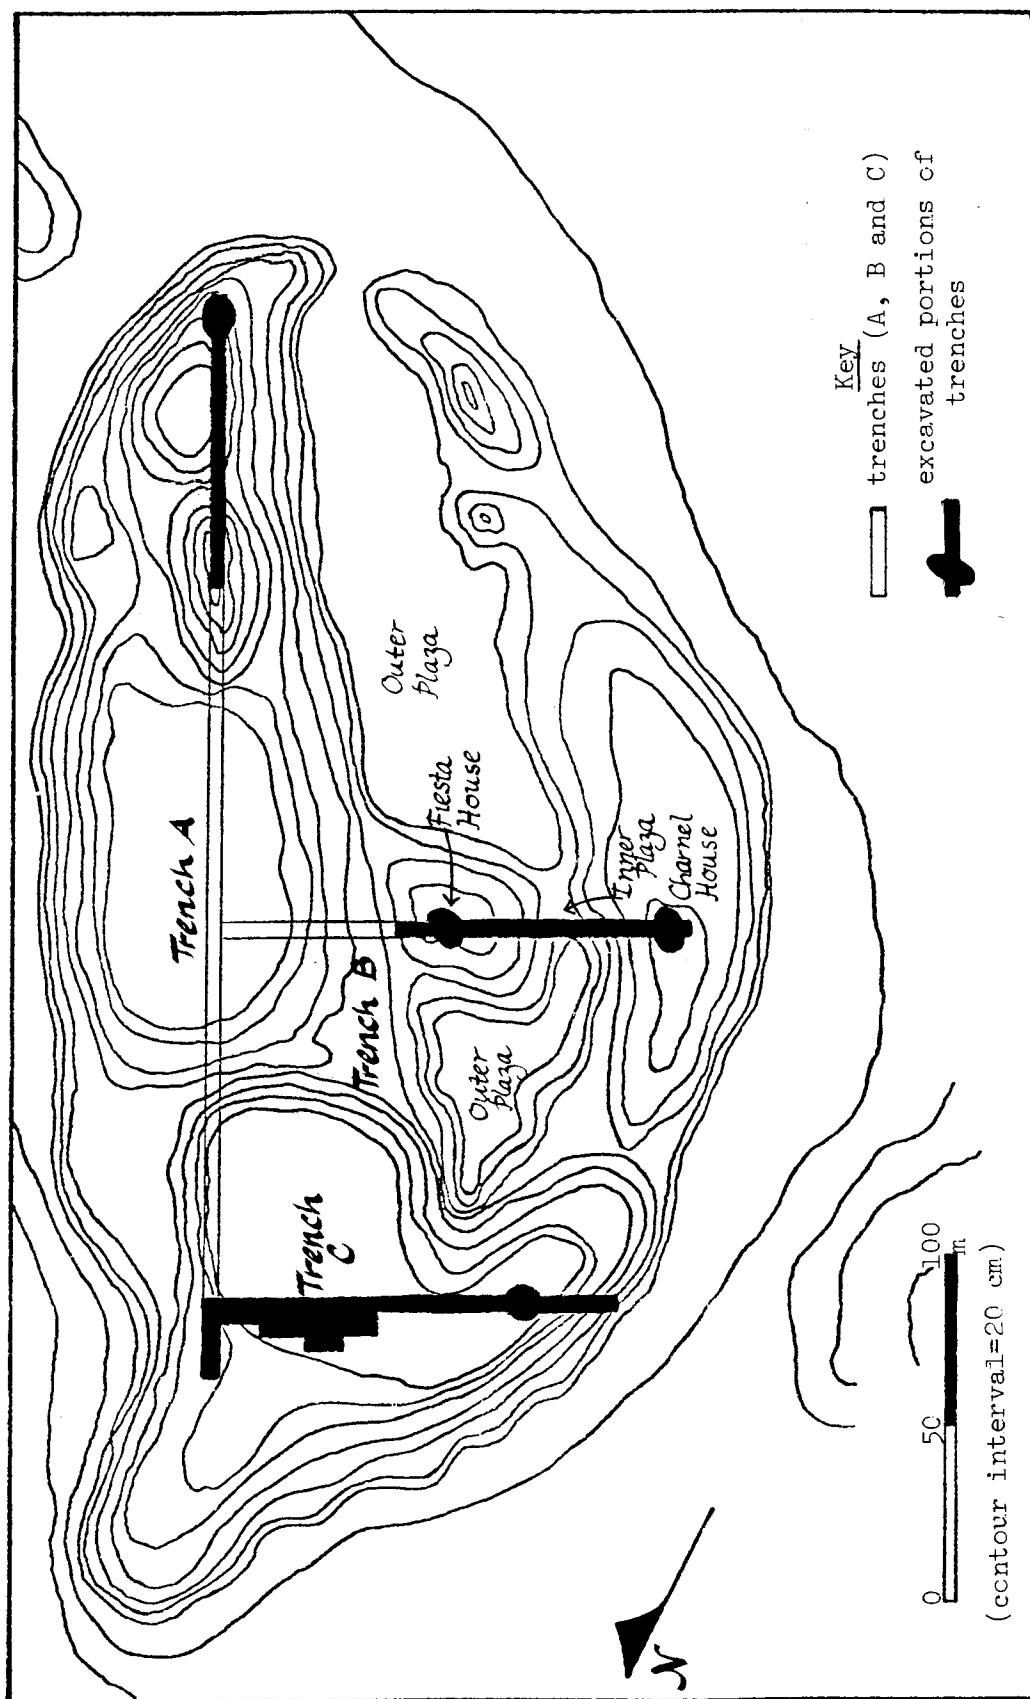 Trench A
Trench B
Trench
C
Outer
Plaza
Outer
Plaza
Fiesta
House
Inner
Plaza
Charnel
House
Key
trenches (A, B and C)
excavated portions of
trenches
0 50 100
m
(contour interval=20 cm)
N